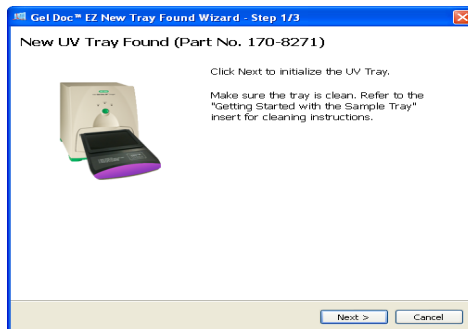 Gel Doc™ EZ New Tray Found Wizard - Step 1/3
New UV Tray Found (Part No. 170-8271)
Click Next to initialize the UV Tray.
Make sure the tray is clean. Refer to the
"Getting Started with the Sample Tray"
insert for cleaning instructions.
Next >
Cancel